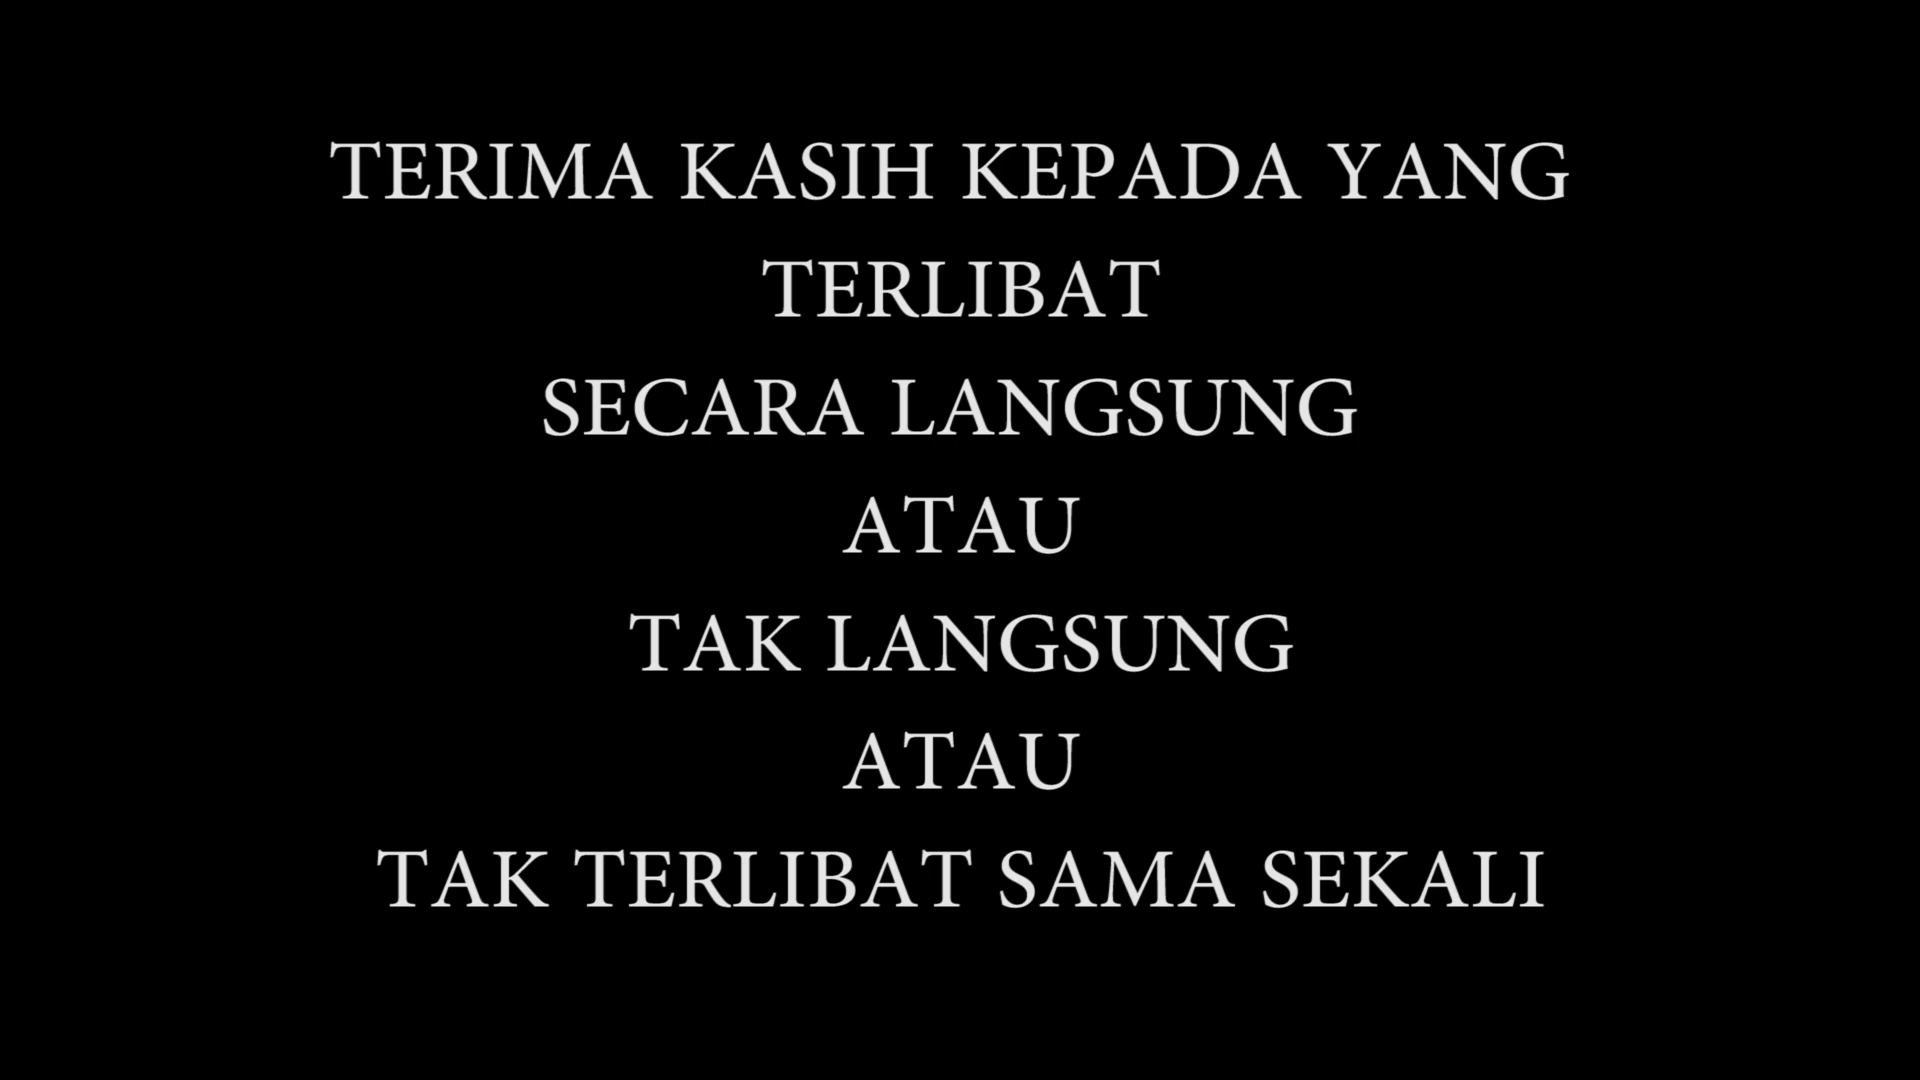 TERIMA KASIH KEPADA YANG
TERLIBAT
SECARA LANGSUNG
ATAU
TAK LANGSUNG
ATAU
TAK TERLIBAT SAMA SEKALI